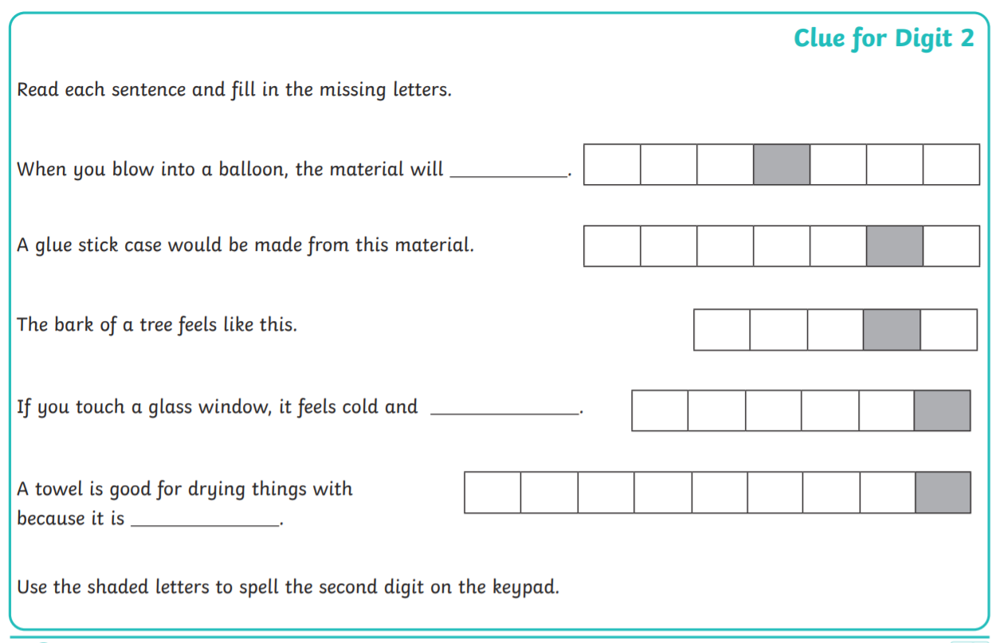 Clue for Digit 2
Read each sentence and fill in the missing letters.
When you blow into a balloon, the material will ____________.
A glue stick case would be made from this material.
The bark of a tree feels like this.
If you touch a glass window, it feels cold and _______________.
A towel is good for drying things with
because it is _______________.
Use the shaded letters to spell the second digit on the keypad.